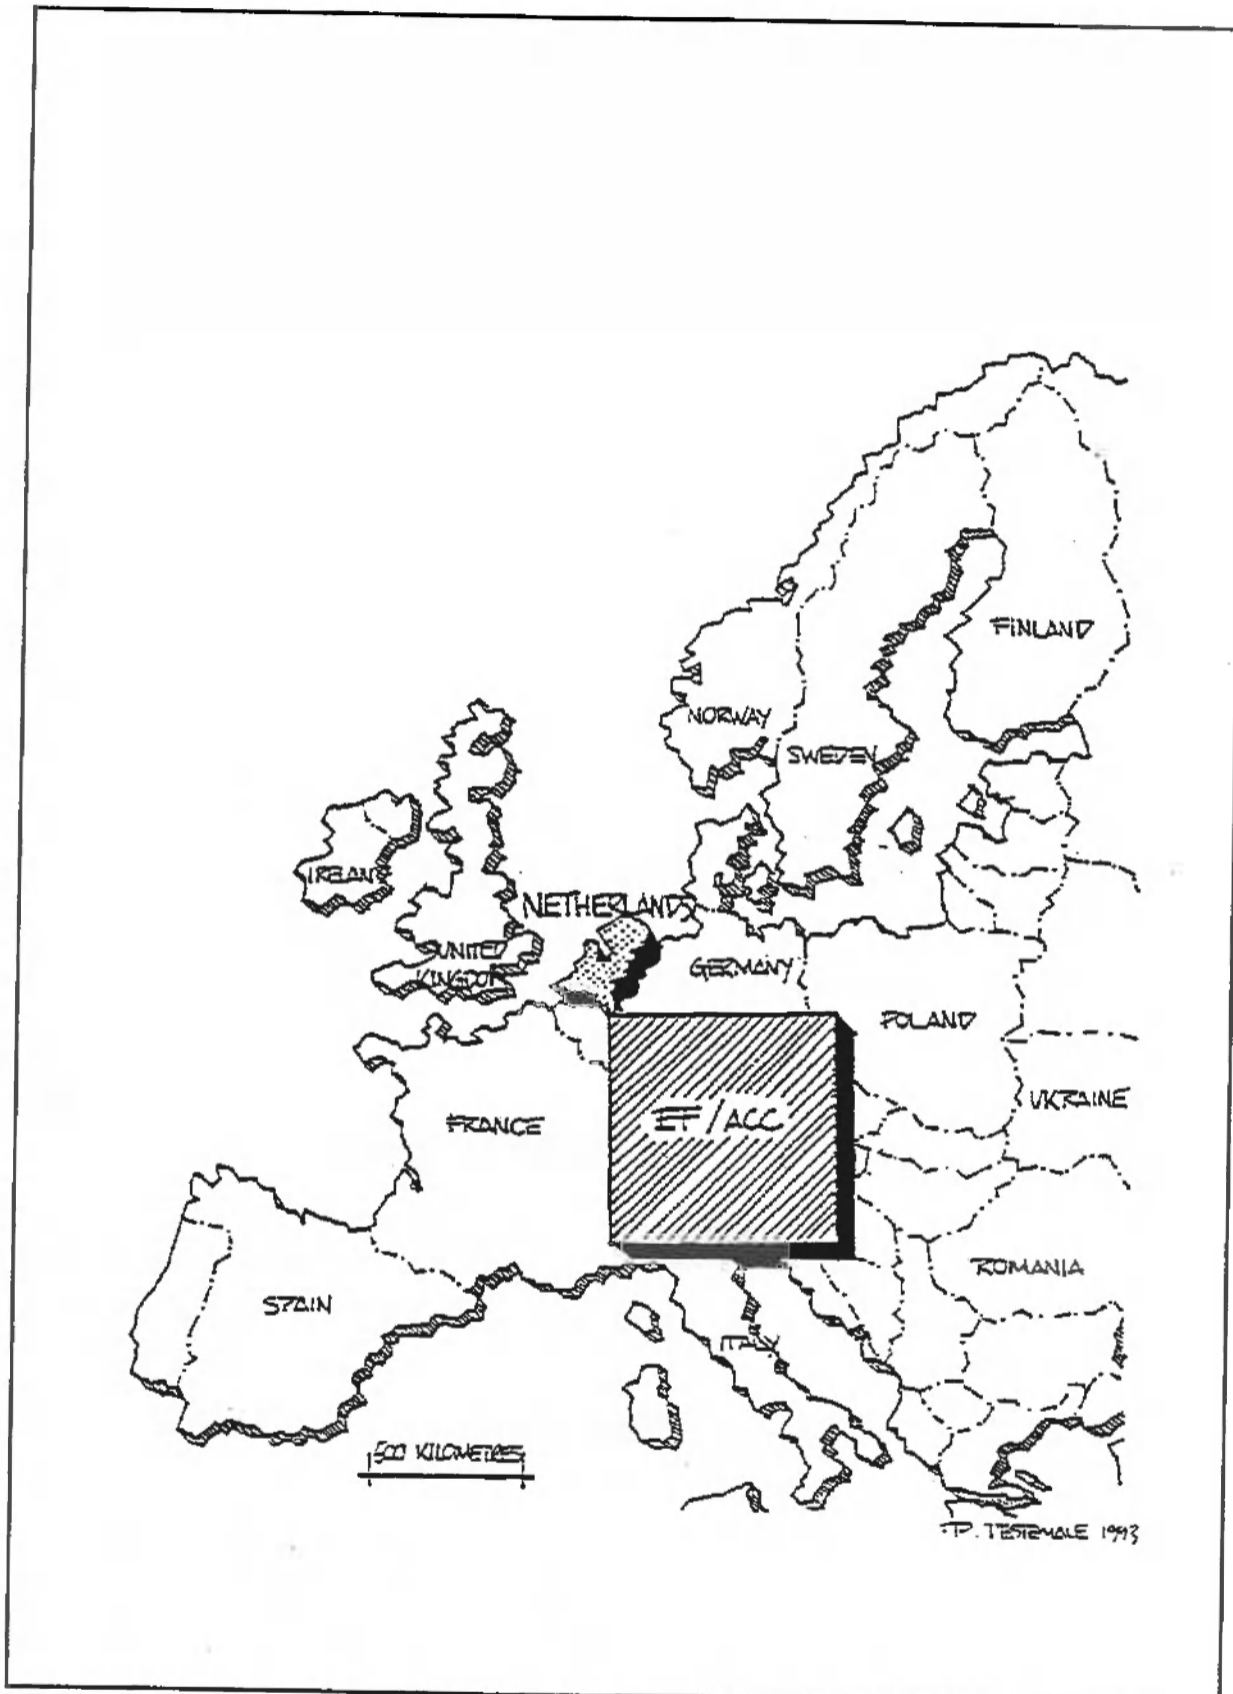 FINLAND
NORWAY
SWEDEN
IRELAN
NETHERLANDS
UNITED
KINGDOM
GERMANY
POLAND
UKRAINE
FRANCE
EF/ACC
ROMANIA
SPAIN
ITALY
500 KILOMETRES
P. TESTEMALE 1993